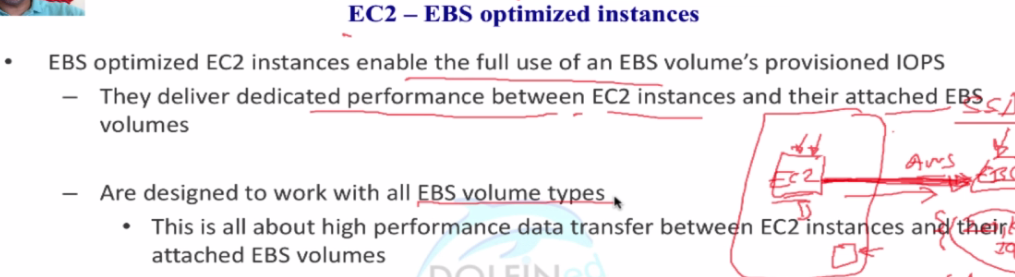 EC2 – EBS optimized instances
• EBS optimized EC2 instances enable the full use of an EBS volume's provisioned IOPS
– They deliver dedicated performance between EC2 instances and their attached EBS
volumes
SSD
AWS
EC2
EBS
– Are designed to work with all EBS volume types
• This is all about high performance data transfer between EC2 instances and their
attached EBS volumes
DOLFINed